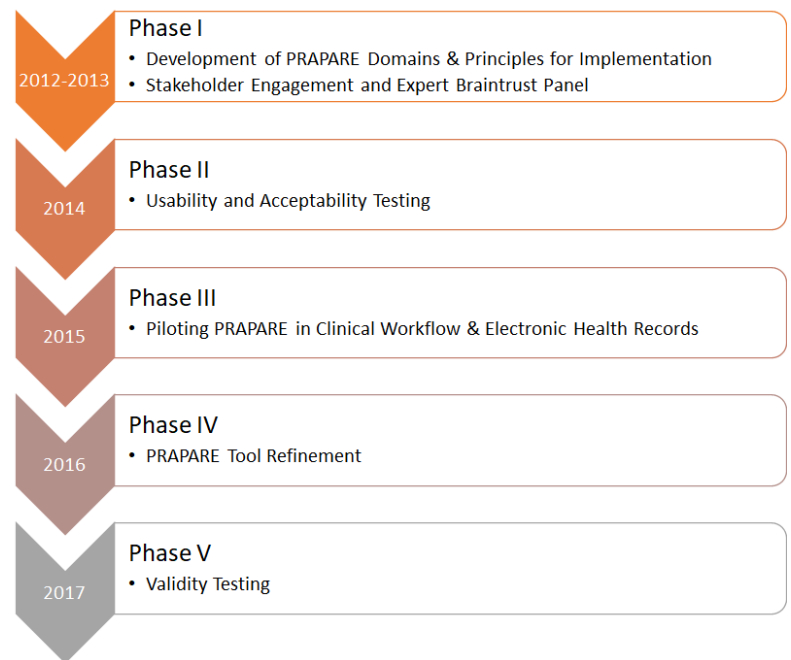 2012-2013
Phase I
• Development of PRAPARE Domains & Principles for Implementation
• Stakeholder Engagement and Expert Braintrust Panel
2014
Phase II
• Usability and Acceptability Testing
2015
Phase III
• Piloting PRAPARE in Clinical Workflow & Electronic Health Records
2016
Phase IV
• PRAPARE Tool Refinement
2017
Phase V
• Validity Testing